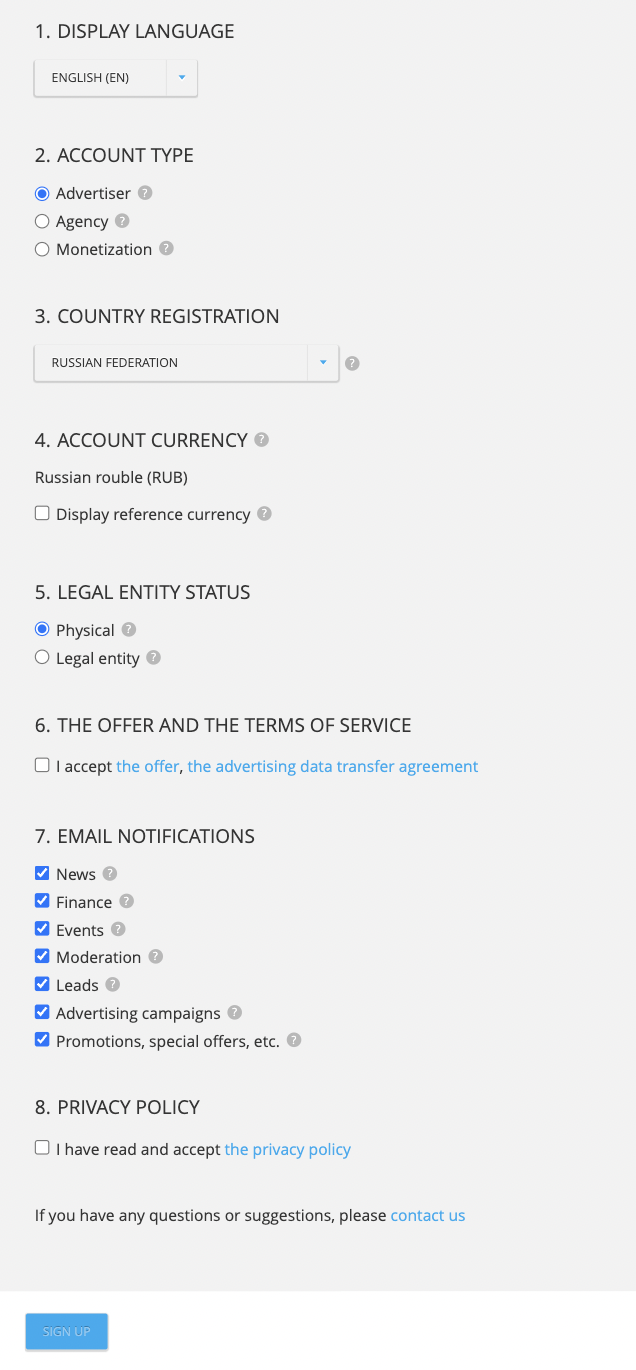 1. DISPLAY LANGUAGE
ENGLISH (EN)
2. ACCOUNT TYPE
Advertiser ?
Agency ?
Monetization ?
3. COUNTRY REGISTRATION
RUSSIAN FEDERATION ?
4. ACCOUNT CURRENCY ?
Russian rouble (RUB)
Display reference currency ?
5. LEGAL ENTITY STATUS
Physical ?
Legal entity ?
6. THE OFFER AND THE TERMS OF SERVICE
I accept the offer, the advertising data transfer agreement
7. EMAIL NOTIFICATIONS
News ?
Finance ?
Events ?
Moderation ?
Leads ?
Advertising campaigns ?
Promotions, special offers, etc. ?
8. PRIVACY POLICY
I have read and accept the privacy policy
If you have any questions or suggestions, please contact us
SIGN UP